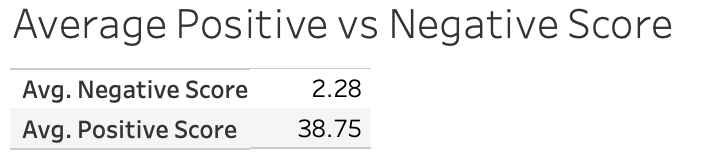 Average Positive vs Negative Score
Avg. Negative Score 2.28
Avg. Positive Score 38.75